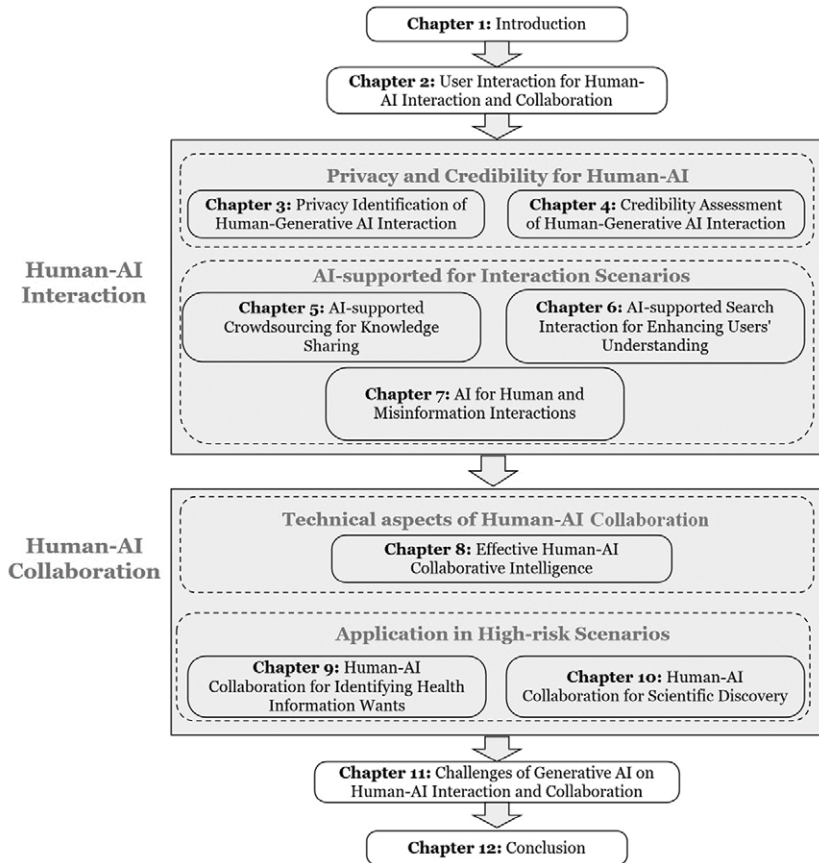 Chapter 1: Introduction
Chapter 2: User Interaction for Human-
AI Interaction and Collaboration
Human-AI
Interaction
Privacy and Credibility for Human-AI
Chapter 3: Privacy Identification of
Human-Generative AI Interaction
Chapter 4: Credibility Assessment
of Human-Generative AI Interaction
AI-supported for Interaction Scenarios
Chapter 5: AI-supported
Crowdsourcing for Knowledge
Sharing
Chapter 6: AI-supported Search
Interaction for Enhancing Users'
Understanding
Chapter 7: AI for Human and
Misinformation Interactions
Human-AI
Collaboration
Technical aspects of Human-AI Collaboration
Chapter 8: Effective Human-AI
Collaborative Intelligence
Application in High-risk Scenarios
Chapter 9: Human-AI
Collaboration for Identifying Health
Information Wants
Chapter 10: Human-AI
Collaboration for Scientific Discovery
Chapter 11: Challenges of Generative AI on
Human-AI Interaction and Collaboration
Chapter 12: Conclusion